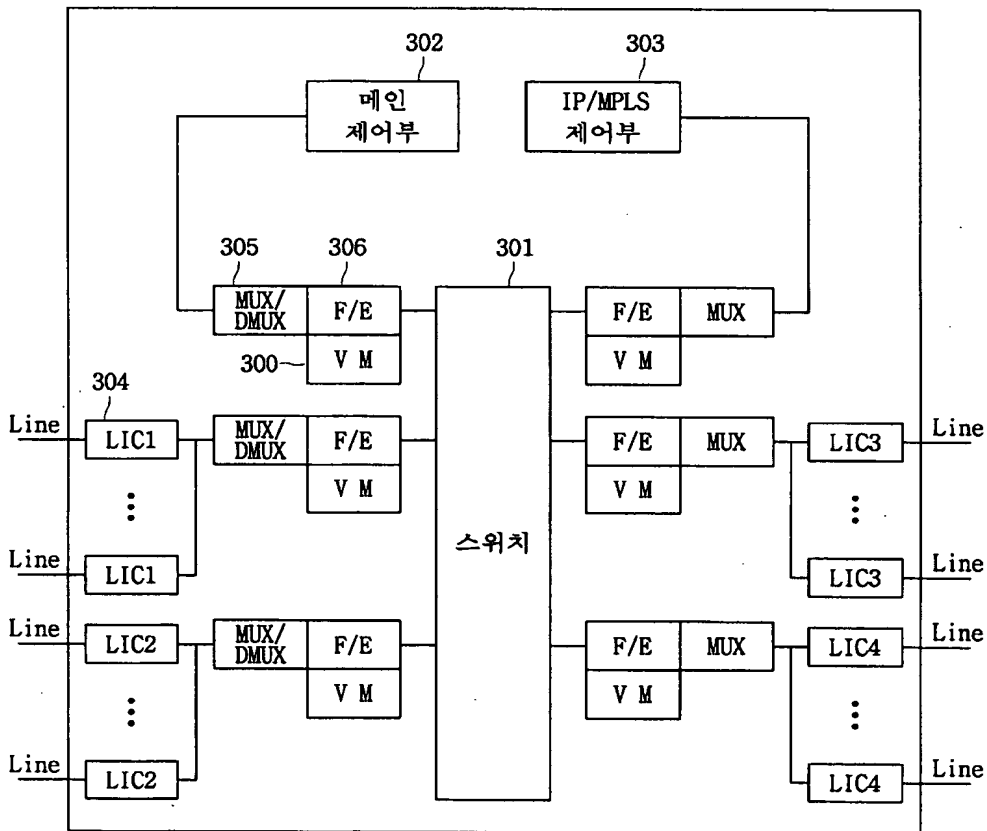 302
303
메인
제어부
IP/MPLS
제어부
305
306
301
MUX/
DMUX
F/E
F/E
MUX
300
V M
V M
304
Line
LIC1
MUX/
DMUX
F/E
F/E
MUX
LIC3
Line
V M
V M
스위치
Line
LIC1
LIC3
Line
Line
LIC2
MUX/
DMUX
F/E
F/E
MUX
LIC4
Line
V M
V M
Line
LIC2
LIC4
Line